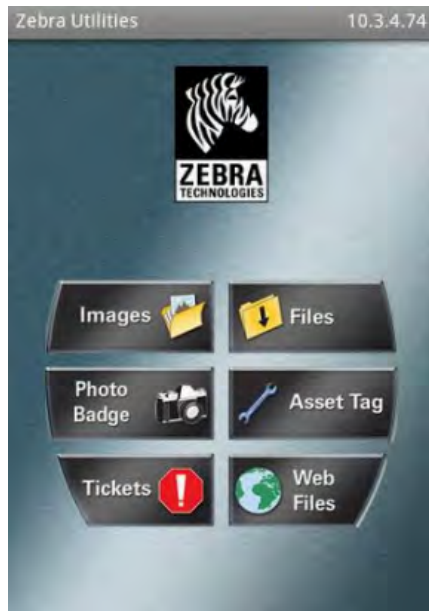 Zebra Utilities 10.3.4.74
ZEBRA
TECHNOLOGIES
Images Files
Photo
Badge
Asset Tag
Tickets
Web
Files